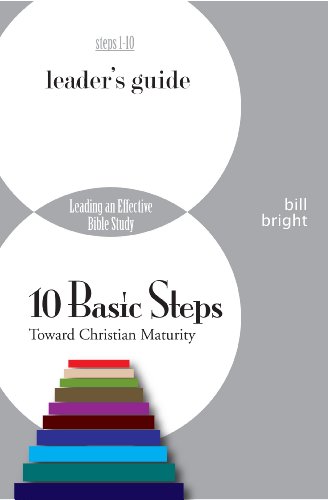 steps 1-10
leader's guide
Leading an Effective
Bible Study
bill
bright
10 Basic Steps
Toward Christian Maturity